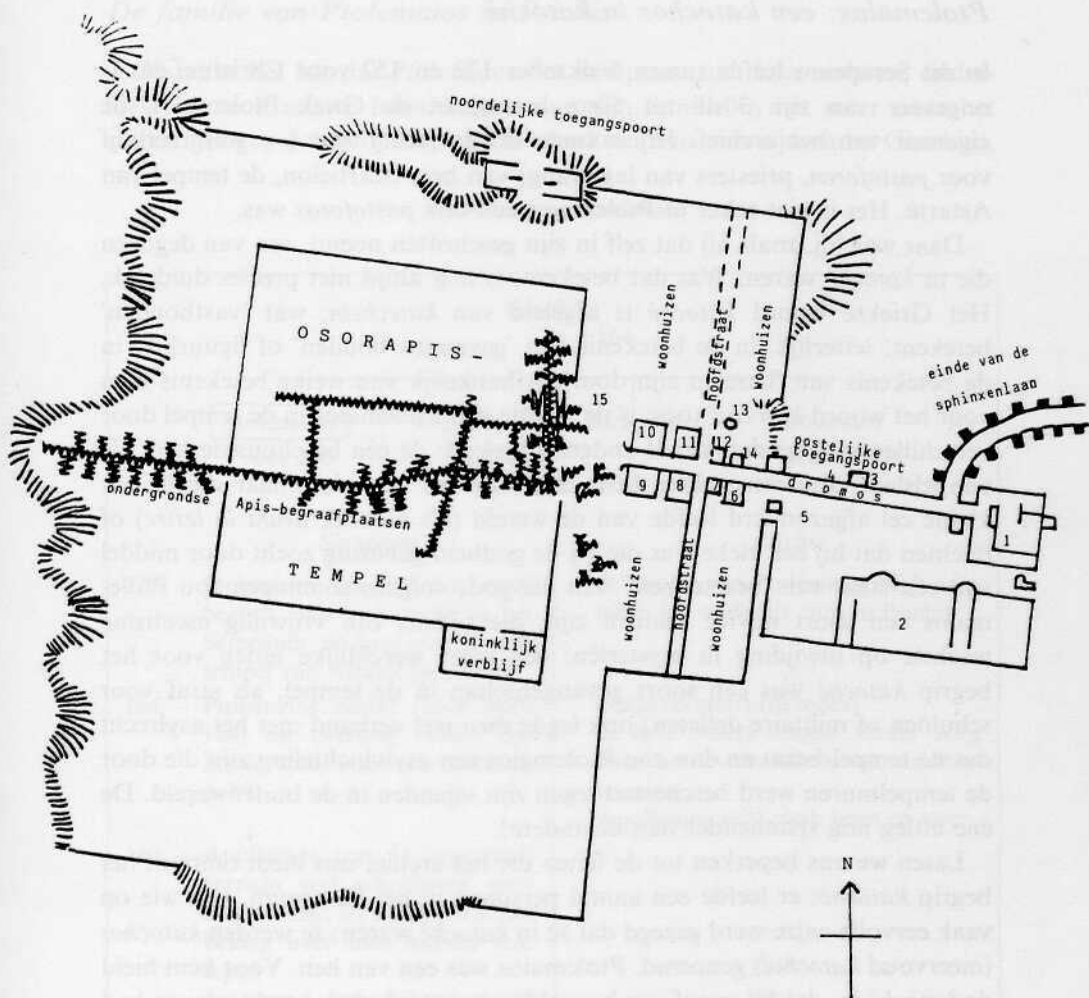 noordelijke toegangspoort
OSORAPIS
woonhuizen
hoofdstraat
woonhuizen
einde van de
sphinxenlaan
15
13
10
11
12
14
oostelijke
toegangspoort
4
3
dromos
9
8
7
6
5
1
2
ondergrondse
Apis-begraafplaatsen
TEMPEL
woonhuizen
hoofdstraat
woonhuizen
koninklijk
verblijf
N